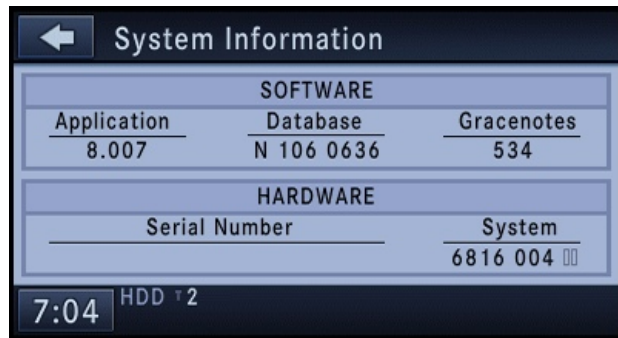 System Information
SOFTWARE
Application Database Gracenotes
8.007 N 106 0636 534
HARDWARE
Serial Number System
6816 004
7:04 HDD T 2